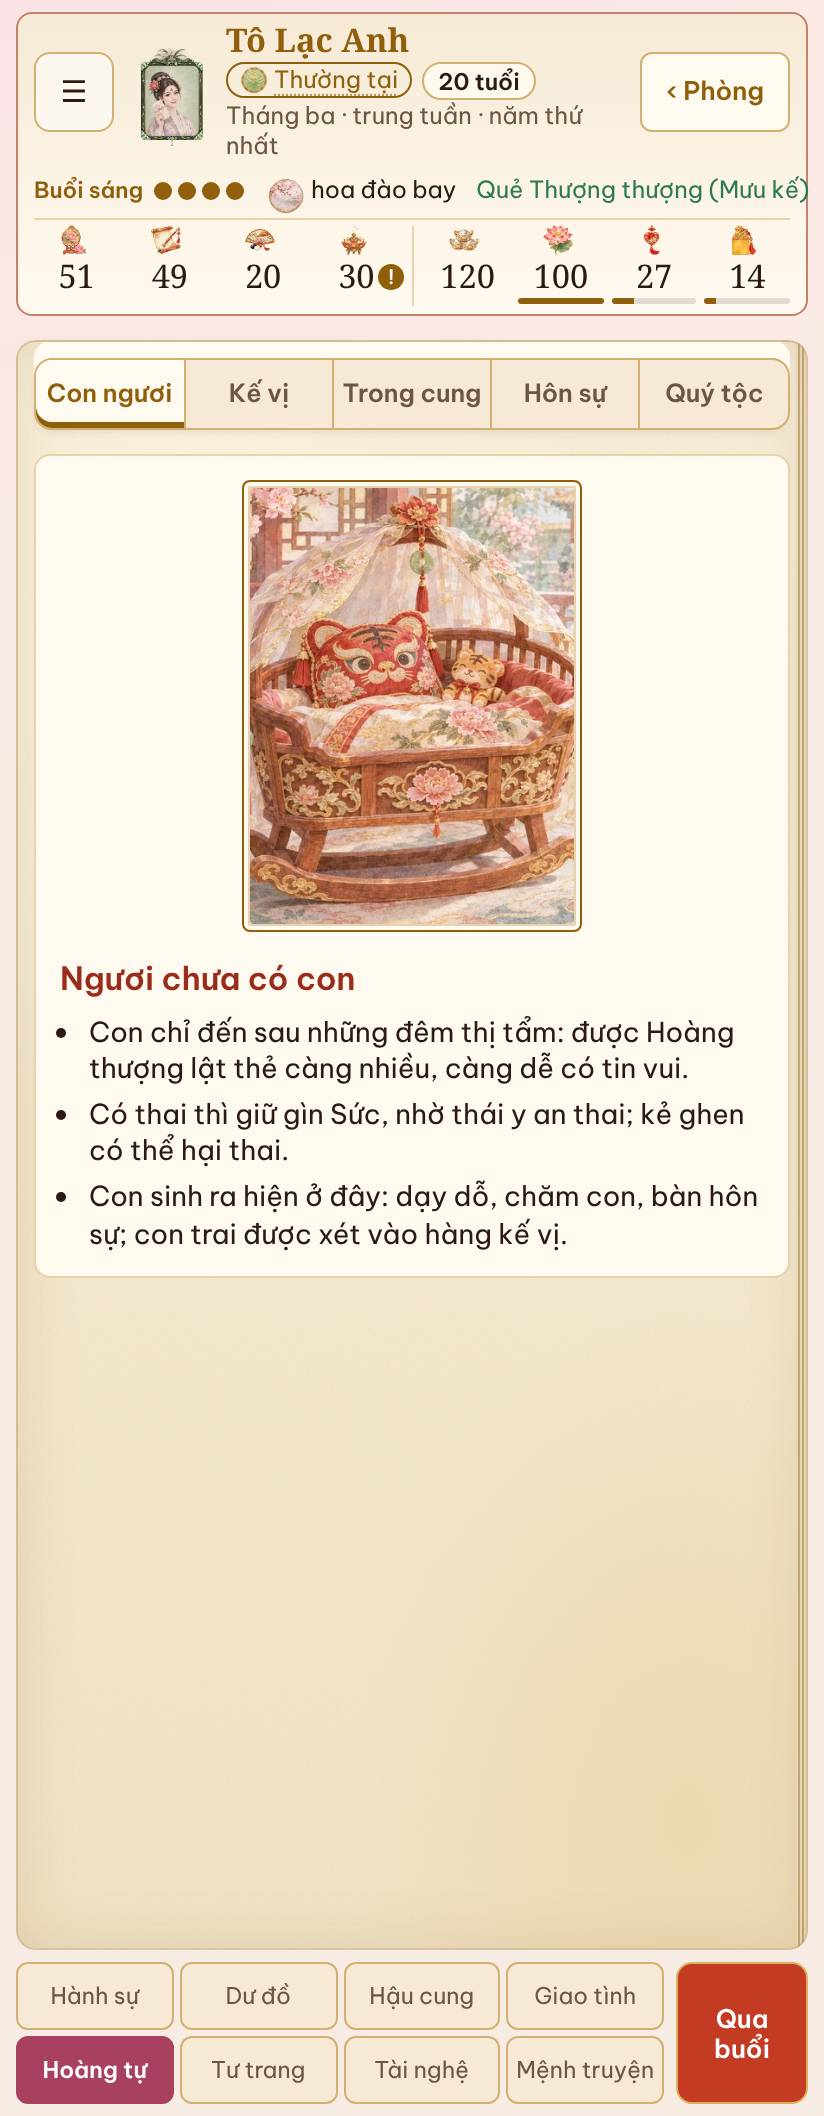 ☰
Tô Lạc Anh
Thường tại
20 tuổi
Tháng ba · trung tuần · năm thứ
nhất
‹ Phòng
Buổi sáng
hoa đào bay
Quẻ Thượng thượng (Mưu kế)
51
49
20
30 !
120
100
27
14
Con ngươi
Kế vị
Trong cung
Hôn sự
Quý tộc
Ngươi chưa có con
• Con chỉ đến sau những đêm thị tẩm: được Hoàng
thượng lật thẻ càng nhiều, càng dễ có tin vui.
• Có thai thì giữ gìn Sức, nhờ thái y an thai; kẻ ghen
có thể hại thai.
• Con sinh ra hiện ở đây: dạy dỗ, chăm con, bàn hôn
sự; con trai được xét vào hàng kế vị.
Hành sự
Dư đồ
Hậu cung
Giao tình
Qua
buổi
Hoàng tự
Tư trang
Tài nghệ
Mệnh truyện